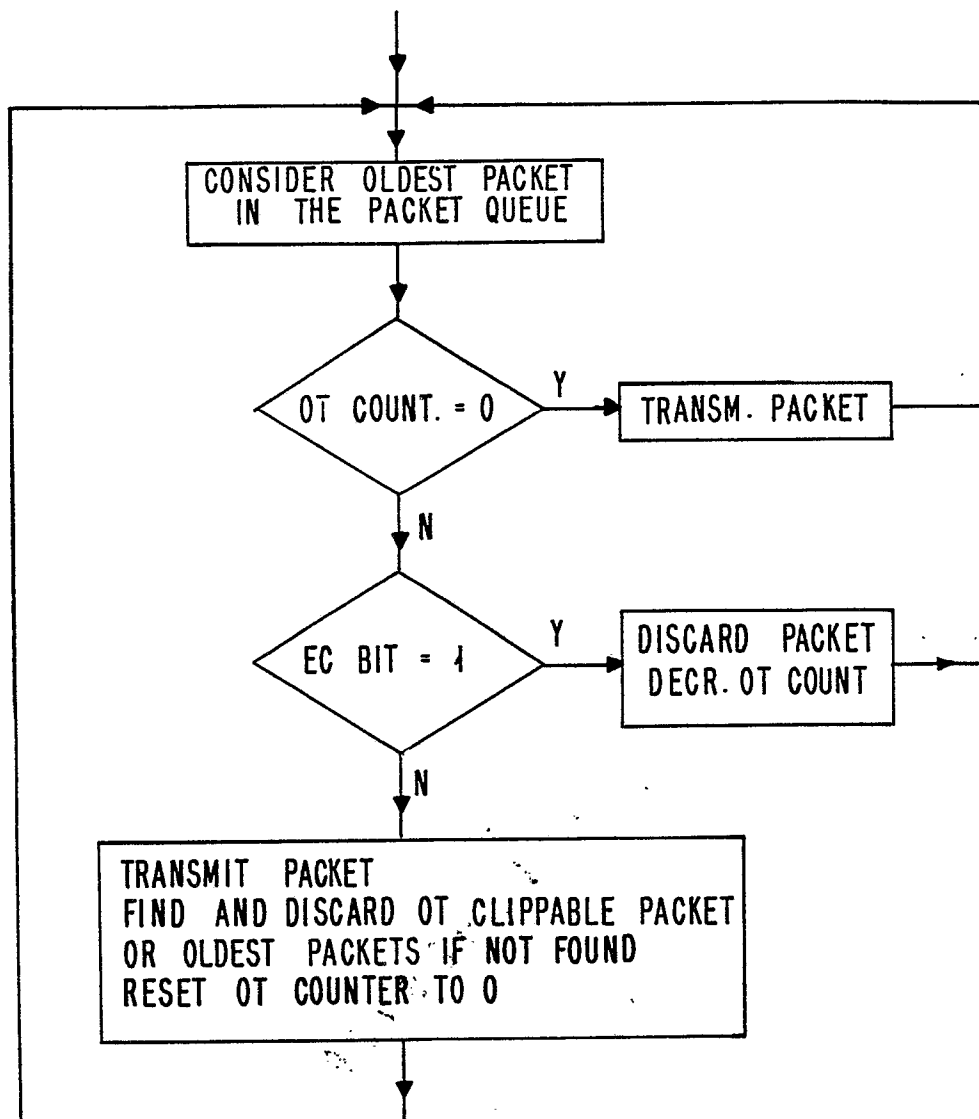 CONSIDER OLDEST PACKET
IN THE PACKET QUEUE
OT COUNT. = 0
Y
TRANSM. PACKET
N
EC BIT = 1
Y
DISCARD PACKET
DECR. OT COUNT
N
TRANSMIT PACKET
FIND AND DISCARD OT CLIPPABLE PACKET
OR OLDEST PACKETS IF NOT FOUND
RESET OT COUNTER TO 0